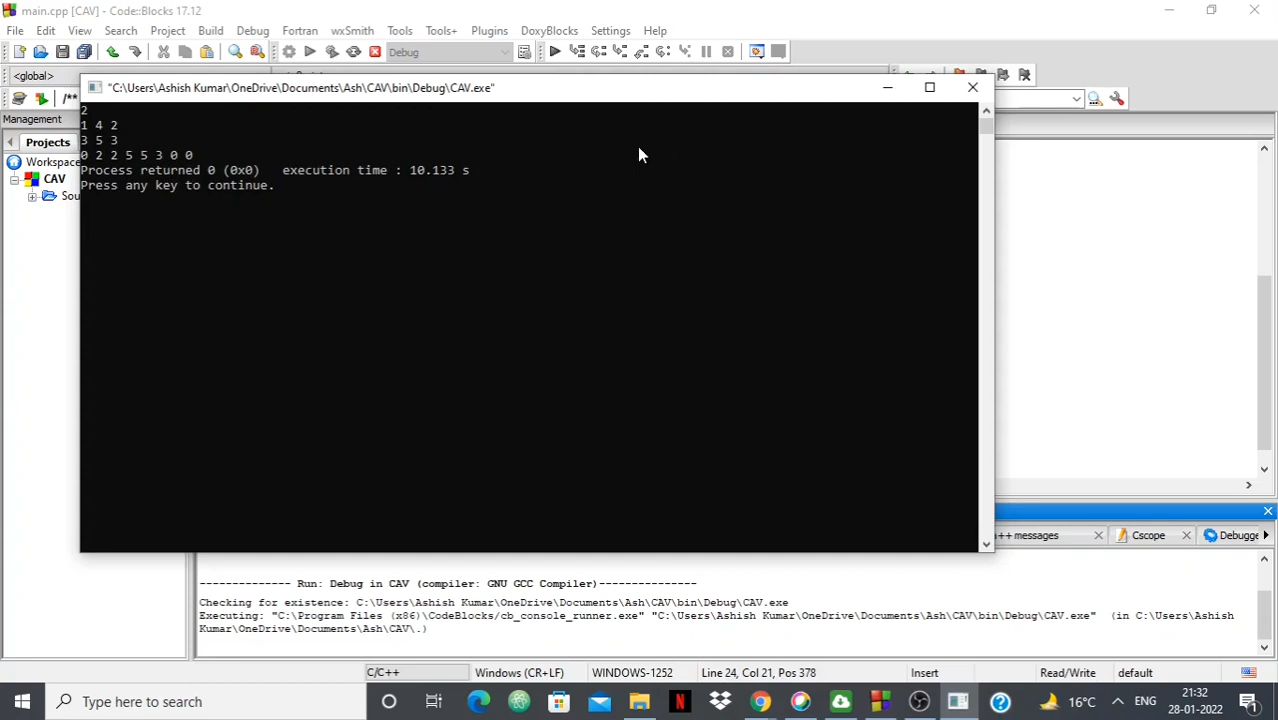 main.cpp [CAV] - Code::Blocks 17.12
File Edit View Search Project Build Debug Fortran wxSmith Tools Tools+ Plugins DoxyBlocks Settings Help
Debug
<global>
"C:\Users\Ashish Kumar\OneDrive\Documents\Ash\CAV\bin\Debug\CAV.exe"
/**
Management
Projects
Workspace
CAV
Sou
2
1 4 2
3 5 3
0 2 2 5 5 3 0 0
Process returned 0 (0x0)   execution time : 10.133 s
Press any key to continue.
++ messages Cscope Debugge
-------------- Run: Debug in CAV (compiler: GNU GCC Compiler)---------------
Checking for existence: C:\Users\Ashish Kumar\OneDrive\Documents\Ash\CAV\bin\Debug\CAV.exe
Executing: "C:\Program Files (x86)\CodeBlocks/cb_console_runner.exe" "C:\Users\Ashish Kumar\OneDrive\Documents\Ash\CAV\bin\Debug\CAV.exe"  (in C:\Users\Ashish
Kumar\OneDrive\Documents\Ash\CAV\.)
C/C++ Windows (CR+LF) WINDOWS-1252 Line 24, Col 21, Pos 378 Insert Read/Write default
Type here to search
16°C ENG
21:32
28-01-2022
1